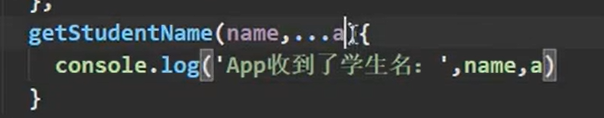 },
getStudentName(name,...a){
console.log('App收到了学生名：',name,a)
}